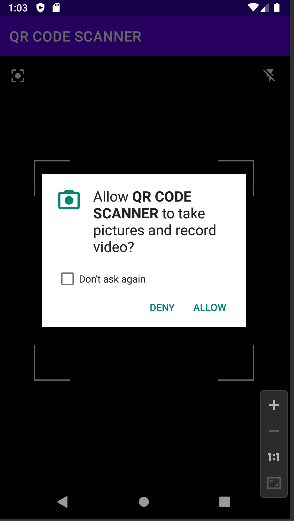 1:03
QR CODE SCANNER
Allow QR CODE
SCANNER to take
pictures and record
video?
Don't ask again
DENY ALLOW
1:1